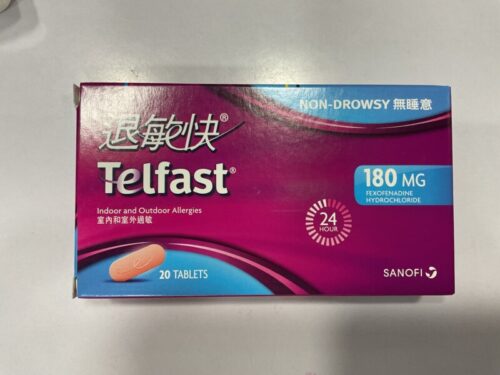 NON-DROWSY 無睡意
退敏快®
Telfast®
Indoor and Outdoor Allergies
室內和室外過敏
180 MG
FEXOFENADINE
HYDROCHLORIDE
24
HOUR
20 TABLETS
SANOFI